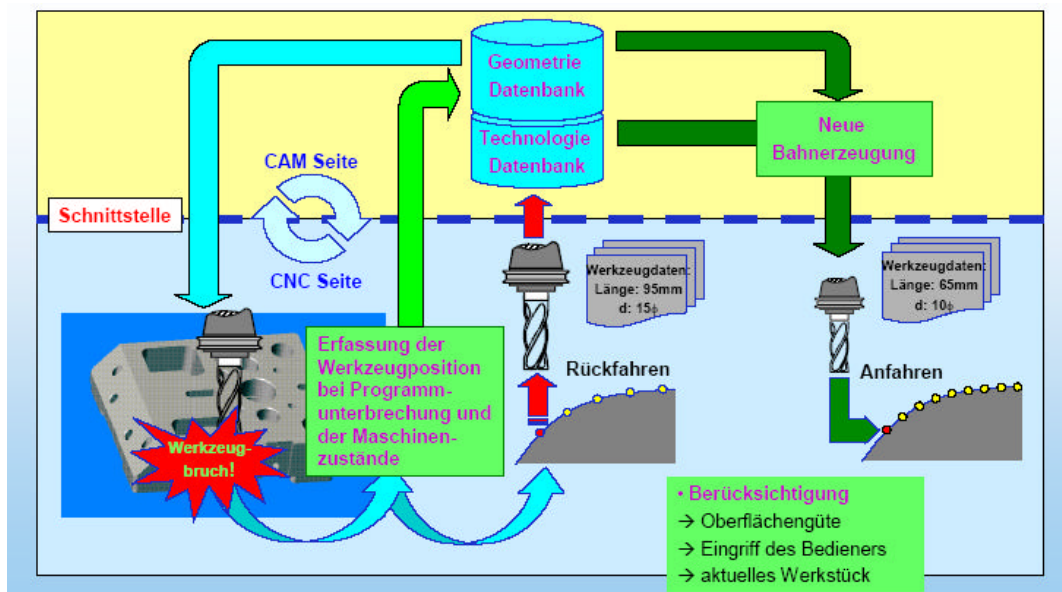 Geometrie
Datenbank
Technologie
Datenbank
Neue
Bahnerzeugung
CAM Seite
Schnittstelle
CNC Seite
Werkzeugdaten:
Länge: 95mm
d: 15ϕ
Werkzeugdaten:
Länge: 65mm
d: 10ϕ
Erfassung der
Werkzeugposition
bei Programm-
unterbrechung und
der Maschinen-
zustände
Rückfahren
Anfahren
Werkzeug-
bruch!
• Berücksichtigung
→ Oberflächengüte
→ Eingriff des Bedieners
→ aktuelles Werkstück